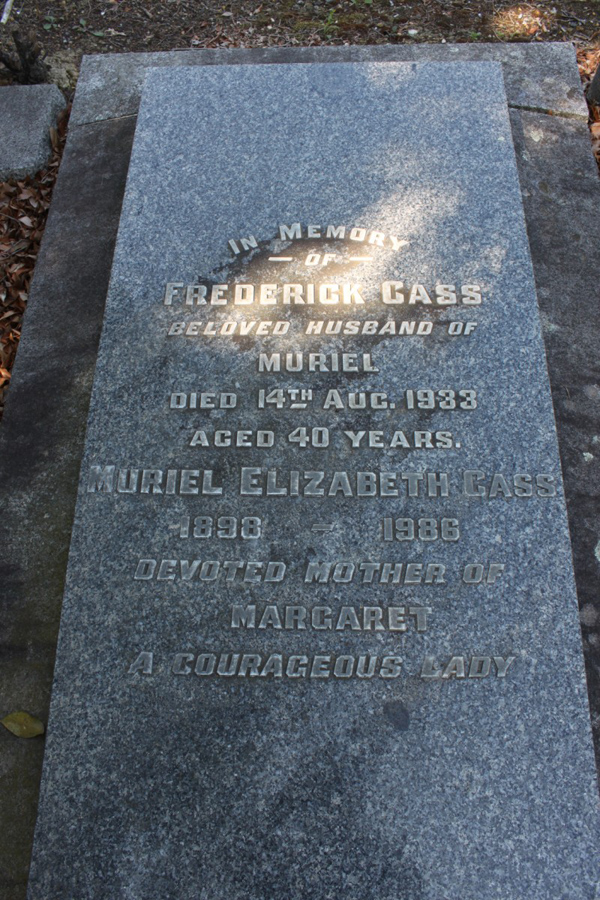 IN MEMORY
— OF —
FREDERICK CASS
BELOVED HUSBAND OF
MURIEL
DIED 14TH AUG. 1933
AGED 40 YEARS.
MURIEL ELIZABETH CASS
1898 – 1986
DEVOTED MOTHER OF
MARGARET
A COURAGEOUS LADY